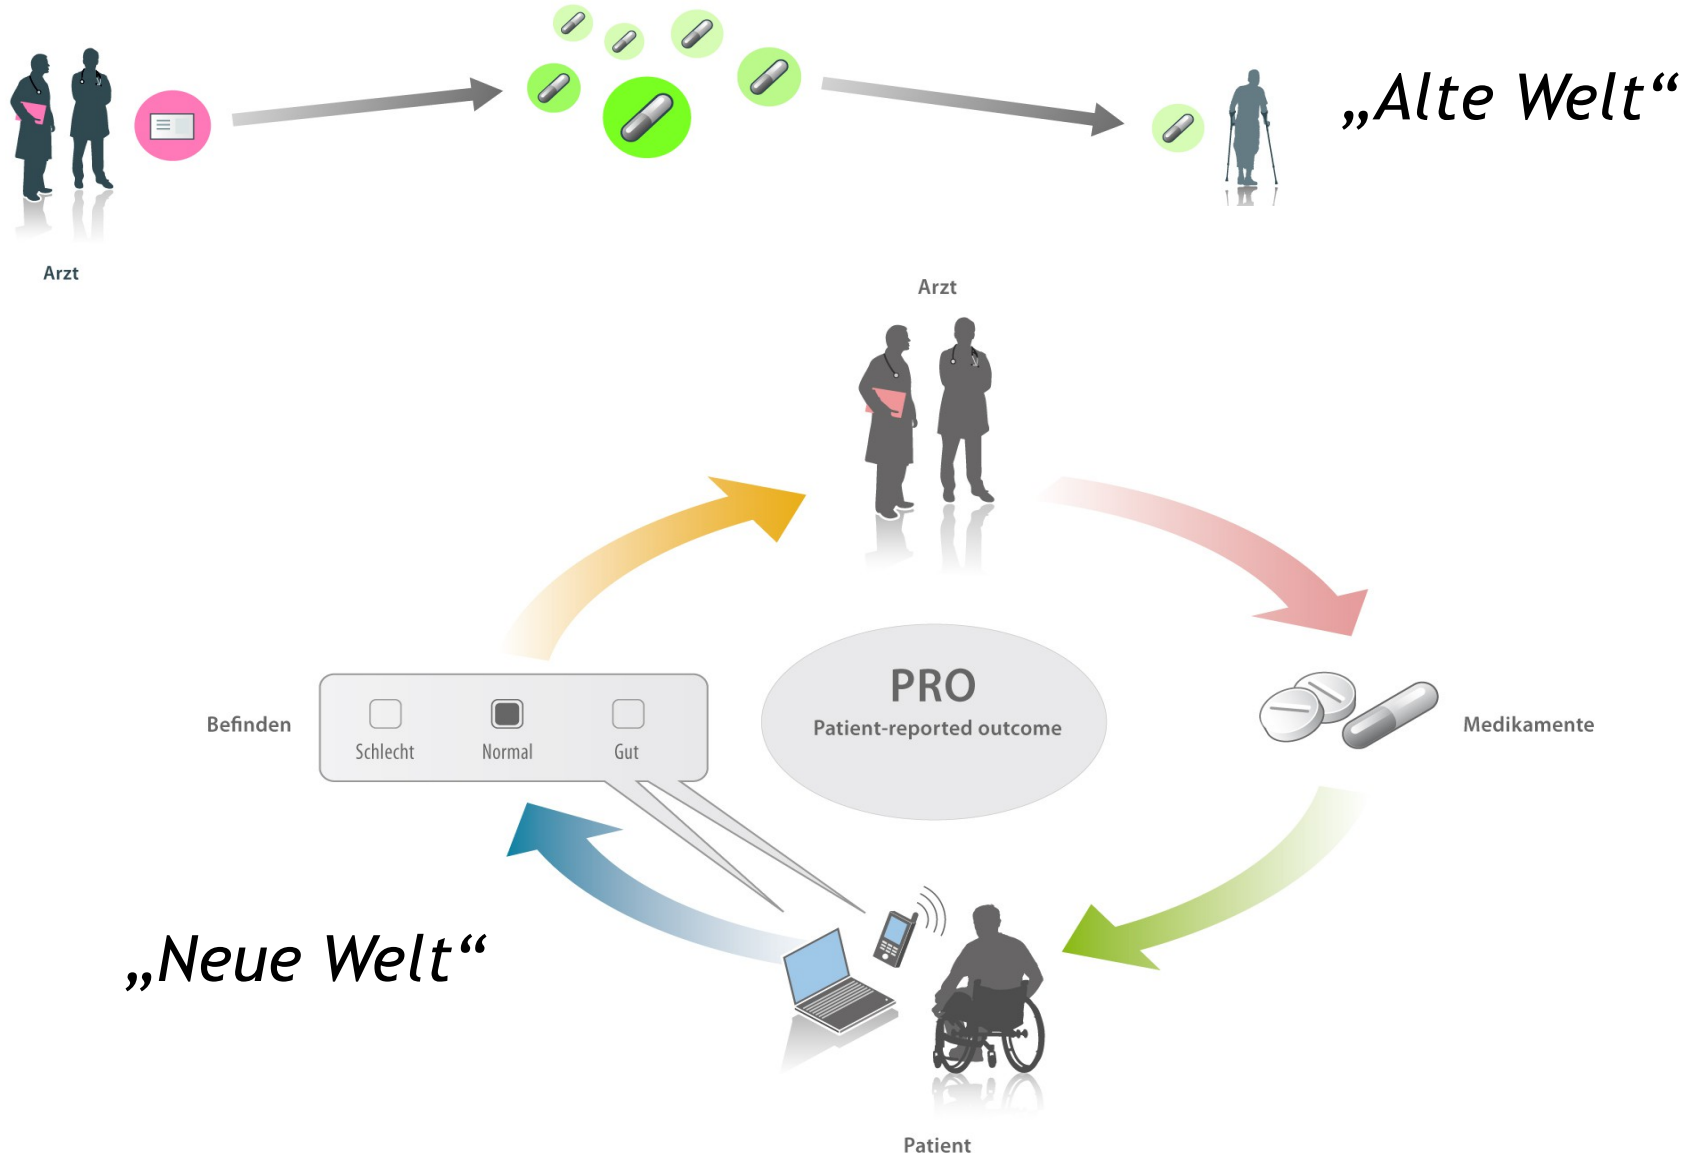 „Alte Welt“
Arzt
Arzt
PRO
Patient-reported outcome
Befinden
Schlecht
Normal
Gut
Medikamente
„Neue Welt“
Patient